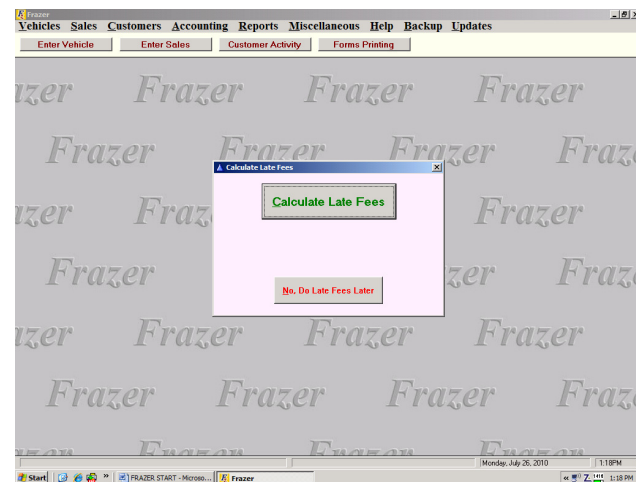 Frazer
Vehicles Sales Customers Accounting Reports Miscellaneous Help Backup Updates
Enter Vehicle Enter Sales Customer Activity Forms Printing
Frazer Frazer Frazer
Frazer Frazer Frazer
Calculate Late Fees
Calculate Late Fees
Frazer
Frazer
No, Do Late Fees Later
Frazer Frazer Frazer
Frazer Frazer Frazer
Monday, July 26, 2010 1:18PM
Start FRAZER START - Microso... Frazer 1:18 PM